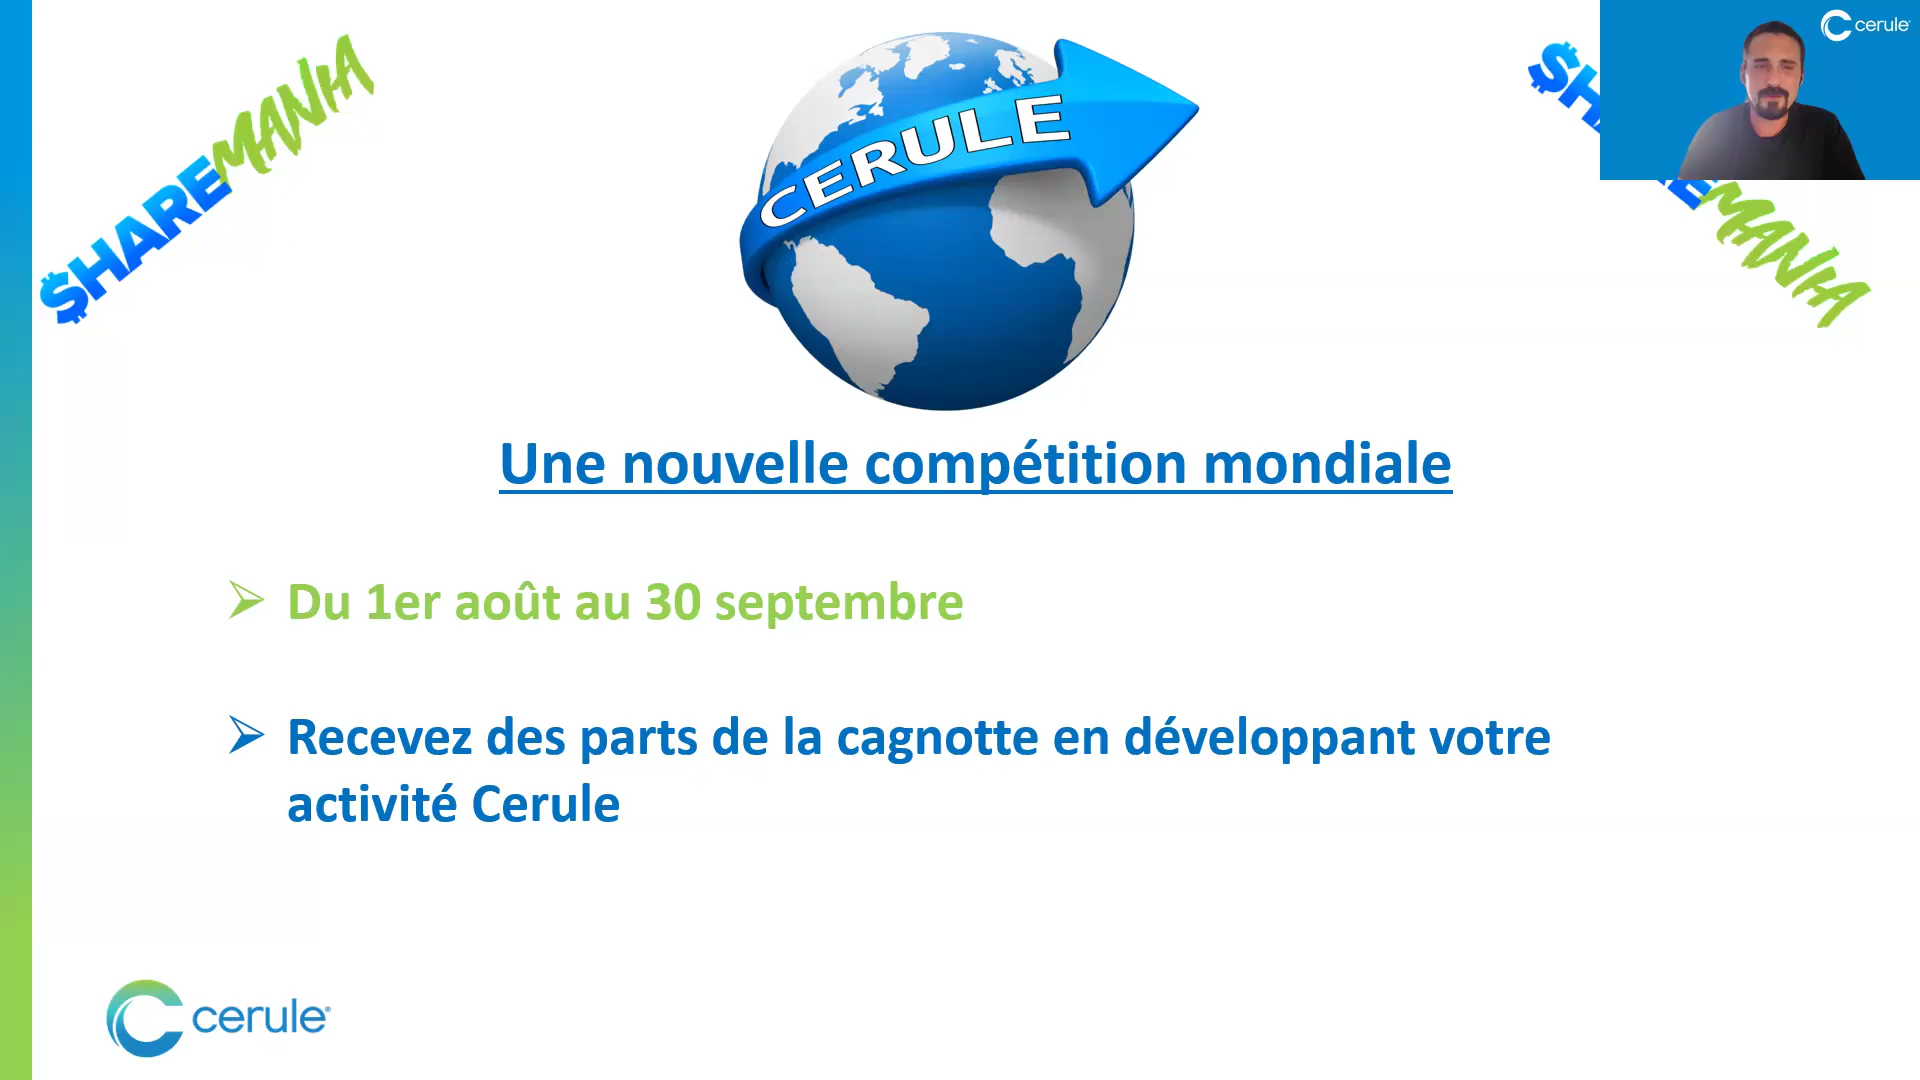 $HAREMANIA
CERULE
cerule
$HAREMANIA
Une nouvelle compétition mondiale
➢ Du 1er août au 30 septembre
➢ Recevez des parts de la cagnotte en développant votre
activité Cerule
cerule®